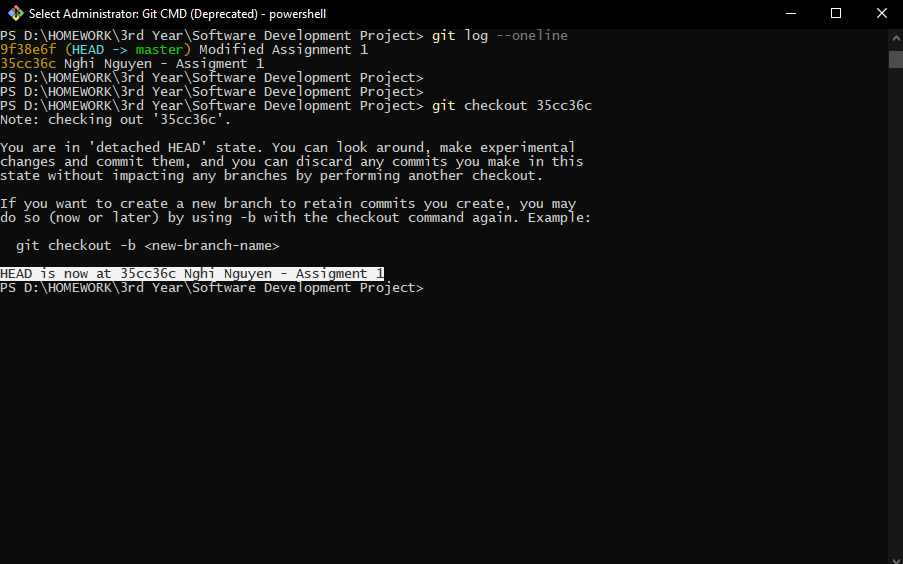 Select Administrator: Git CMD (Deprecated) - powershell
PS D:\HOMEWORK\3rd Year\Software Development Project> git log --oneline
9f38e6f (HEAD -> master) Modified Assignment 1
35cc36c Nghi Nguyen - Assigment 1
PS D:\HOMEWORK\3rd Year\Software Development Project>
PS D:\HOMEWORK\3rd Year\Software Development Project>
PS D:\HOMEWORK\3rd Year\Software Development Project> git checkout 35cc36c
Note: checking out '35cc36c'.

You are in 'detached HEAD' state. You can look around, make experimental
changes and commit them, and you can discard any commits you make in this
state without impacting any branches by performing another checkout.

If you want to create a new branch to retain commits you create, you may
do so (now or later) by using -b with the checkout command again. Example:

  git checkout -b <new-branch-name>

HEAD is now at 35cc36c Nghi Nguyen - Assigment 1
PS D:\HOMEWORK\3rd Year\Software Development Project>